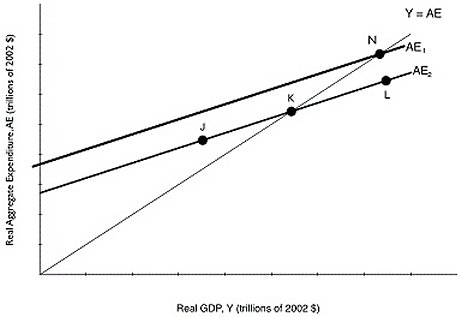 Y = AE
N
AE₁
AE₂
K
L
J
Real Aggregate Expenditure, AE (trillions of 2002 $)
Real GDP, Y (trillions of 2002 $)